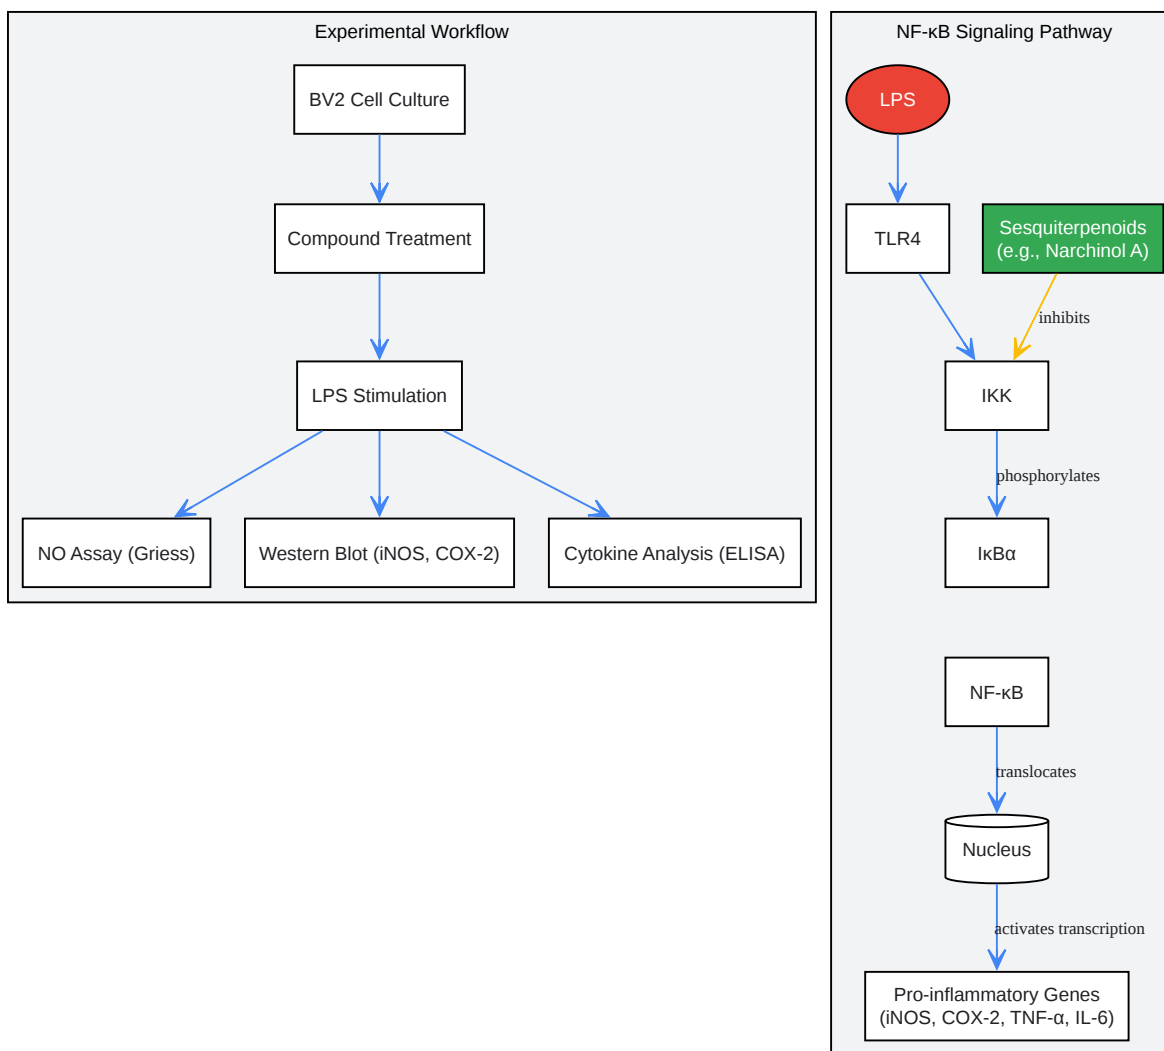 Experimental Workflow
BV2 Cell Culture
Compound Treatment
LPS Stimulation
NO Assay (Griess)
Western Blot (iNOS, COX-2)
Cytokine Analysis (ELISA)
NF-κB Signaling Pathway
LPS
TLR4
Sesquiterpenoids
(e.g., Narchinol A)
inhibits
IKK
phosphorylates
IκBα
NF-κB
translocates
Nucleus
activates transcription
Pro-inflammatory Genes
(iNOS, COX-2, TNF-α, IL-6)